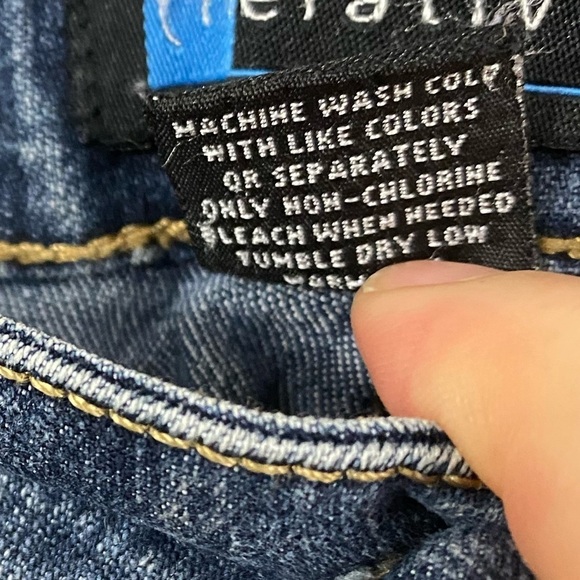 MACHINE WASH COLD
WITH LIKE COLORS
OR SEPARATELY
ONLY NON-CHLORINE
BLEACH WHEN NEEDED
TUMBLE DRY LOW